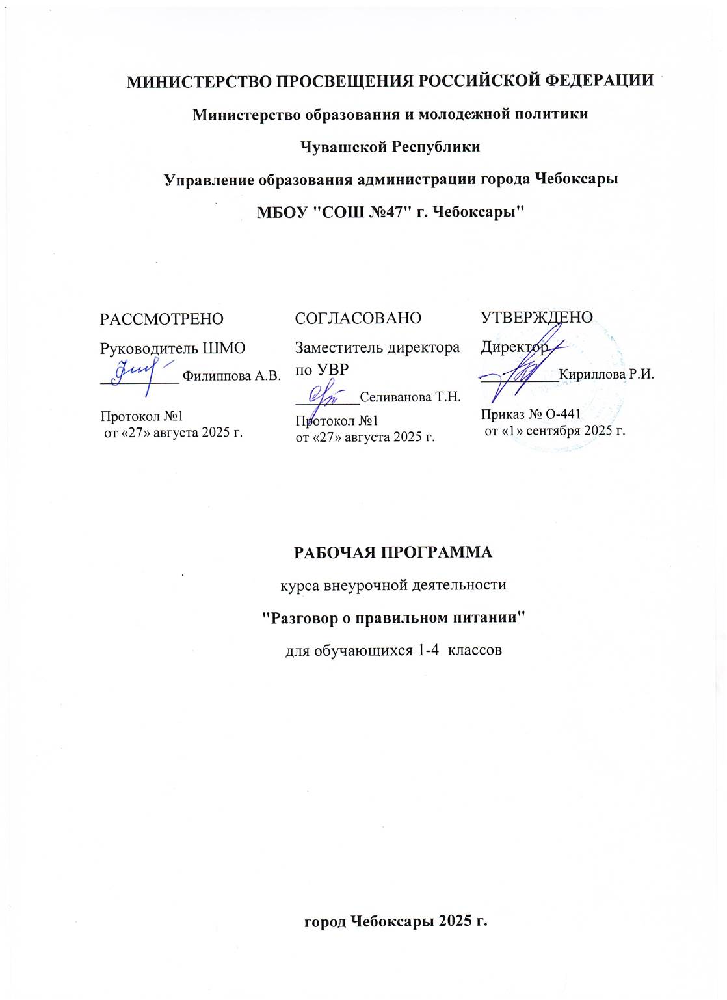 МИНИСТЕРСТВО ПРОСВЕЩЕНИЯ РОССИЙСКОЙ ФЕДЕРАЦИИ
Министерство образования и молодежной политики
Чувашской Республики
Управление образования администрации города Чебоксары
МБОУ "СОШ №47" г. Чебоксары"
РАССМОТРЕНО
Руководитель ШМО
____________ Филиппова А.В.
Протокол №1
от «27» августа 2025 г.
СОГЛАСОВАНО
Заместитель директора
по УВР
__________Селиванова Т.Н.
Протокол №1
от «27» августа 2025 г.
УТВЕРЖДЕНО
Директор
____________Кириллова Р.И.
Приказ № О-441
от «1» сентября 2025 г.
РАБОЧАЯ ПРОГРАММА
курса внеурочной деятельности
"Разговор о правильном питании"
для обучающихся 1-4  классов
город Чебоксары 2025 г.